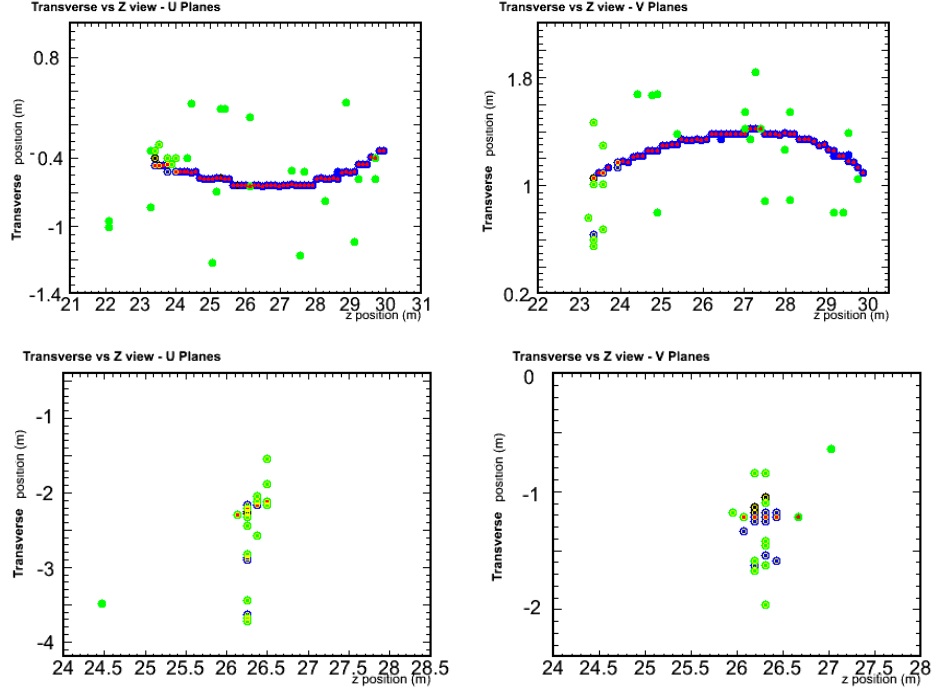 Transverse vs Z view - U Planes
Transverse position (m)
0.8
-0.4
-1
-1.4
21 22 23 24 25 26 27 28 29 30 31
z position (m)
Transverse vs Z view - V Planes
Transverse position (m)
1.8
1
0.2
22 23 24 25 26 27 28 29 30
z position (m)
Transverse vs Z view - U Planes
Transverse position (m)
-1
-2
-3
-4
24 24.5 25 25.5 26 26.5 27 27.5 28 28.5
z position (m)
Transverse vs Z view - V Planes
Transverse position (m)
0
-1
-2
24 24.5 25 25.5 26 26.5 27 27.5 28
z position (m)